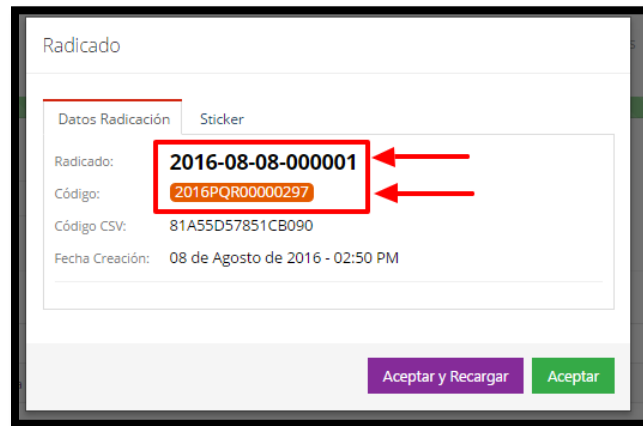 Radicado
Datos Radicación Sticker
Radicado: 2016-08-08-000001
Código: 2016PQR00000297
Código CSV: 81A55D57851CB090
Fecha Creación: 08 de Agosto de 2016 - 02:50 PM
Aceptar y Recargar Aceptar